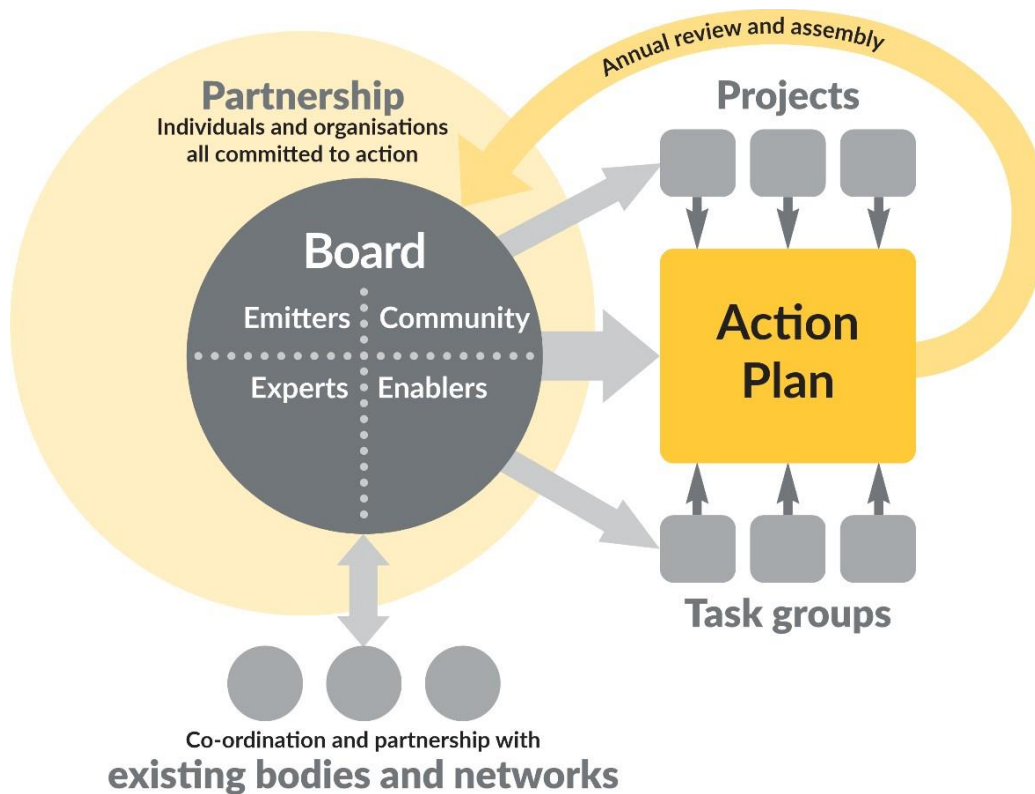 Annual review and assembly
Partnership
Individuals and organisations
all committed to action
Projects
Board
Emitters
Community
Experts
Enablers
Action
Plan
Task groups
Co-ordination and partnership with
existing bodies and networks